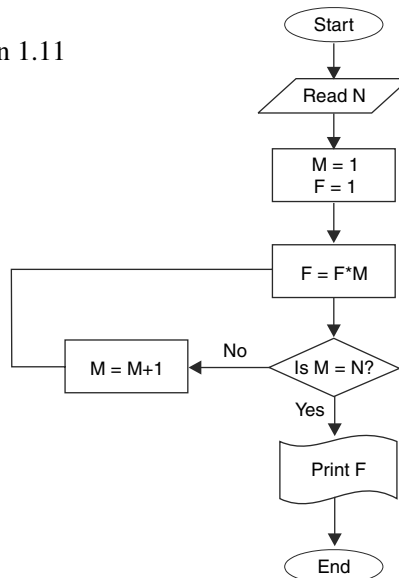 n 1.11
Start
Read N
M = 1
F = 1
F = F*M
Is M = N?
No
M = M+1
Yes
Print F
End